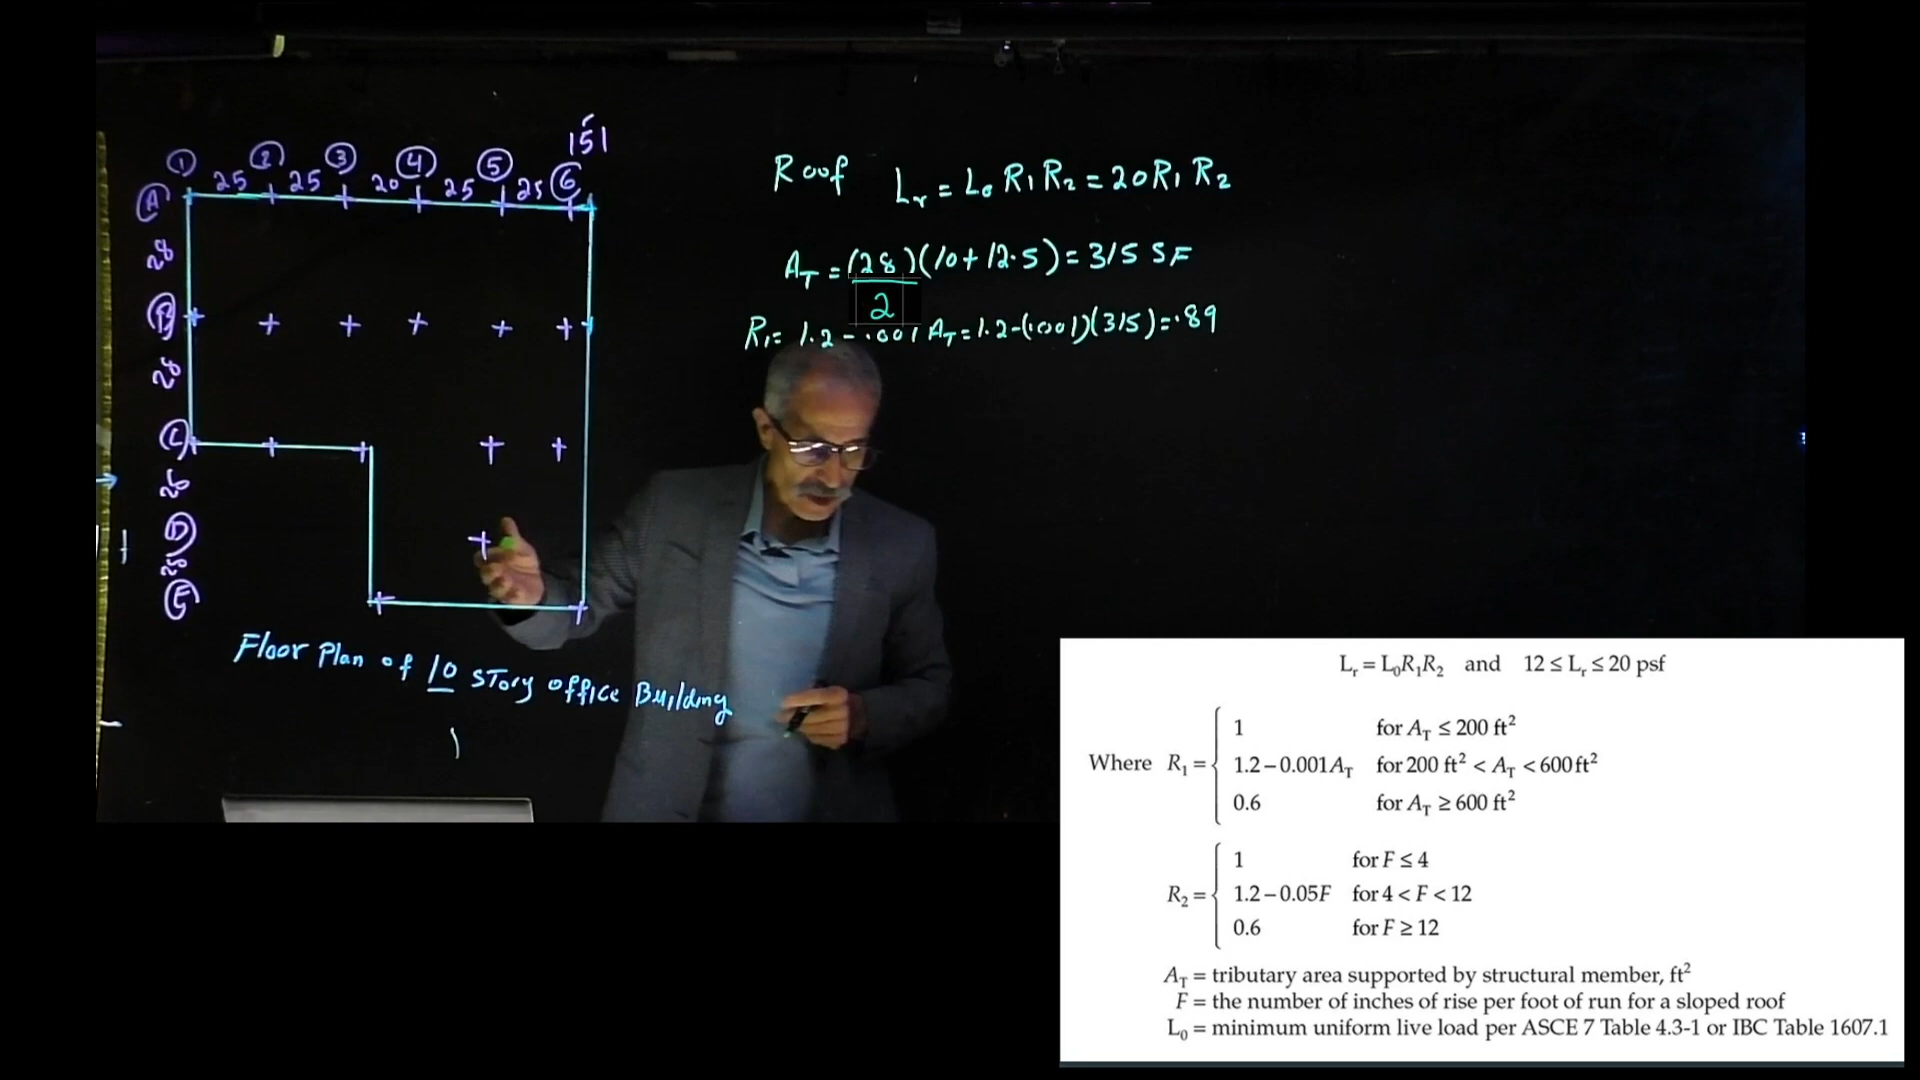 151
① ② ③ ④ ⑤ ⑥
25 25 20 25 25
A
28
B
28
C
D
E
Floor Plan of 10 STory office Building
Roof Lr = Lo R1 R2 = 20 R1 R2
AT = (28)(10+12.5) = 315 SF
2
R1 = 1.2 - .001 AT = 1.2-(.001)(315) = .89
Lr = L0R1R2 and 12 ≤ Lr ≤ 20 psf
Where R1 = { 1 for AT ≤ 200 ft²
1.2 – 0.001AT for 200 ft² < AT < 600 ft²
0.6 for AT ≥ 600 ft²
R2 = { 1 for F ≤ 4
1.2 – 0.05F for 4 < F < 12
0.6 for F ≥ 12
AT = tributary area supported by structural member, ft²
F = the number of inches of rise per foot of run for a sloped roof
L0 = minimum uniform live load per ASCE 7 Table 4.3-1 or IBC Table 1607.1